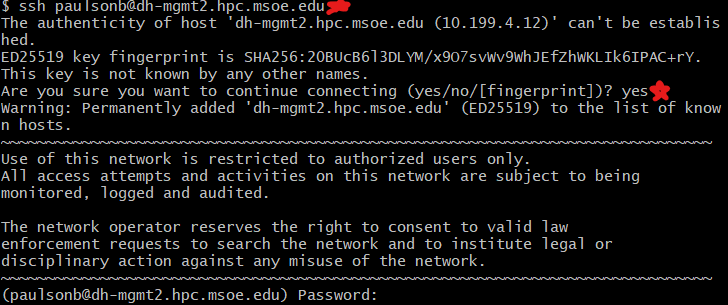 $ ssh paulsonb@dh-mgmt2.hpc.msoe.edu
The authenticity of host 'dh-mgmt2.hpc.msoe.edu (10.199.4.12)' can't be establis
hed.
ED25519 key fingerprint is SHA256:2OBUcB6l3DLYM/x9O7svWv9WhJEfZhWKLIk6IPAC+rY.
This key is not known by any other names.
Are you sure you want to continue connecting (yes/no/[fingerprint])? yes
Warning: Permanently added 'dh-mgmt2.hpc.msoe.edu' (ED25519) to the list of know
n hosts.
~~~~~~~~~~~~~~~~~~~~~~~~~~~~~~~~~~~~~~~~~~~~~~~~~~~~~~~~~~~~~~~~~~~~~~~~~~~~~~~
Use of this network is restricted to authorized users only.
All access attempts and activities on this network are subject to being
monitored, logged and audited.

The network operator reserves the right to consent to valid law
enforcement requests to search the network and to institute legal or
disciplinary action against any misuse of the network.
~~~~~~~~~~~~~~~~~~~~~~~~~~~~~~~~~~~~~~~~~~~~~~~~~~~~~~~~~~~~~~~~~~~~~~~~~~~~~~~
(paulsonb@dh-mgmt2.hpc.msoe.edu) Password: